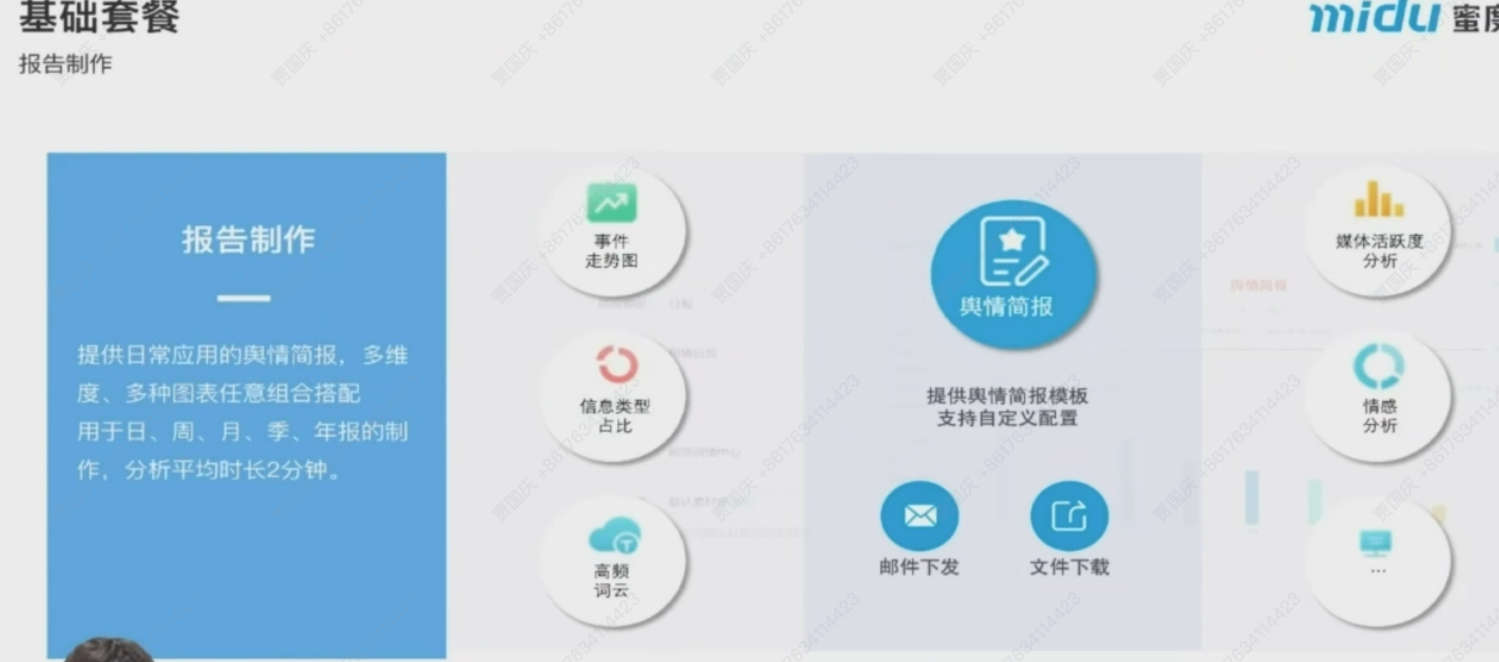 基础套餐
midu 蜜度
报告制作
报告制作
提供日常应用的舆情简报，多维
度、多种图表任意组合搭配
用于日、周、月、季、年报的制
作，分析平均时长2分钟。
事件
走势图
信息类型
占比
高频
词云
舆情简报
提供舆情简报模板
支持自定义配置
邮件下发
文件下载
媒体活跃度
分析
舆情简报
情感
分析
...
贾国庆 +8617634114423